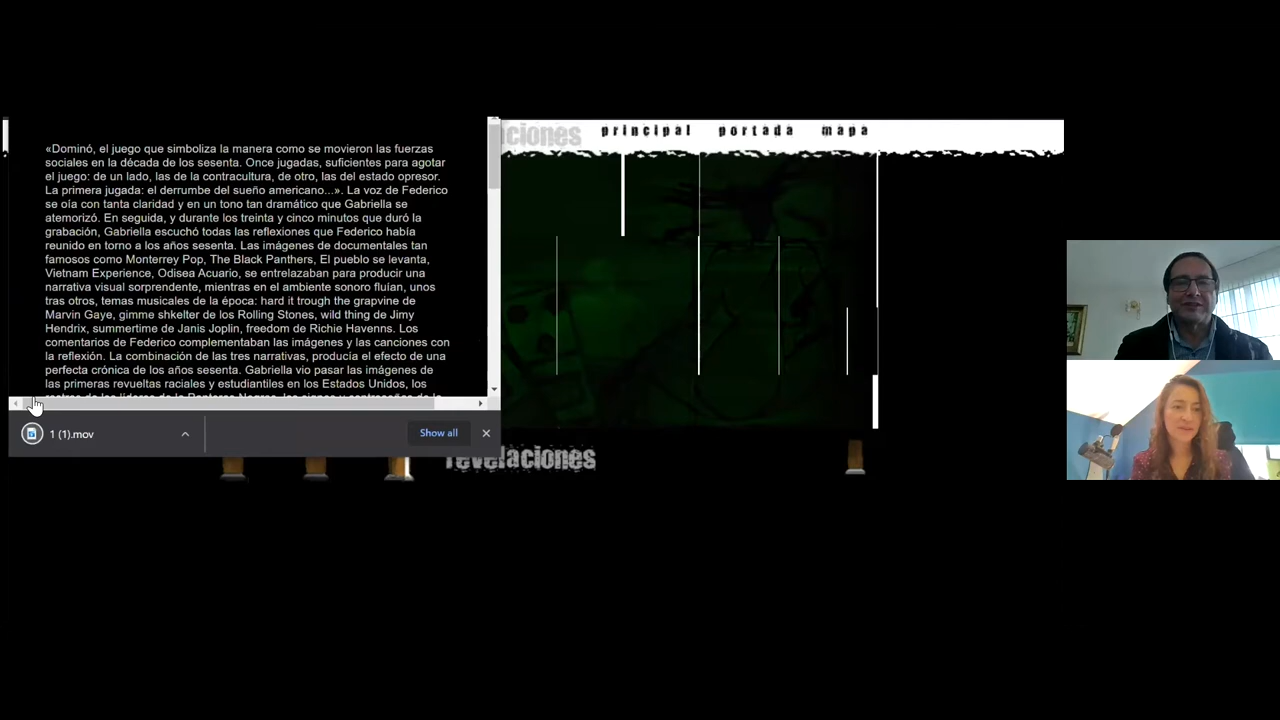 ciones
principal portada mapa
«Dominó, el juego que simboliza la manera como se movieron las fuerzas
sociales en la década de los sesenta. Once jugadas, suficientes para agotar
el juego: de un lado, las de la contracultura, de otro, las del estado opresor.
La primera jugada: el derrumbe del sueño americano...». La voz de Federico
se oía con tanta claridad y en un tono tan dramático que Gabriella se
atemorizó. En seguida, y durante los treinta y cinco minutos que duró la
grabación, Gabriella escuchó todas las reflexiones que Federico había
reunido en torno a los años sesenta. Las imágenes de documentales tan
famosos como Monterrey Pop, The Black Panthers, El pueblo se levanta,
Vietnam Experience, Odisea Acuario, se entrelazaban para producir una
narrativa visual sorprendente, mientras en el ambiente sonoro fluían, unos
tras otros, temas musicales de la época: hard it trough the grapvine de
Marvin Gaye, gimme shkelter de los Rolling Stones, wild thing de Jimy
Hendrix, summertime de Janis Joplin, freedom de Richie Havenns. Los
comentarios de Federico complementaban las imágenes y las canciones con
la reflexión. La combinación de las tres narrativas, producía el efecto de una
perfecta crónica de los años sesenta. Gabriella vio pasar las imágenes de
las primeras revueltas raciales y estudiantiles en los Estados Unidos, los
1 (1).mov
Show all
revelaciones